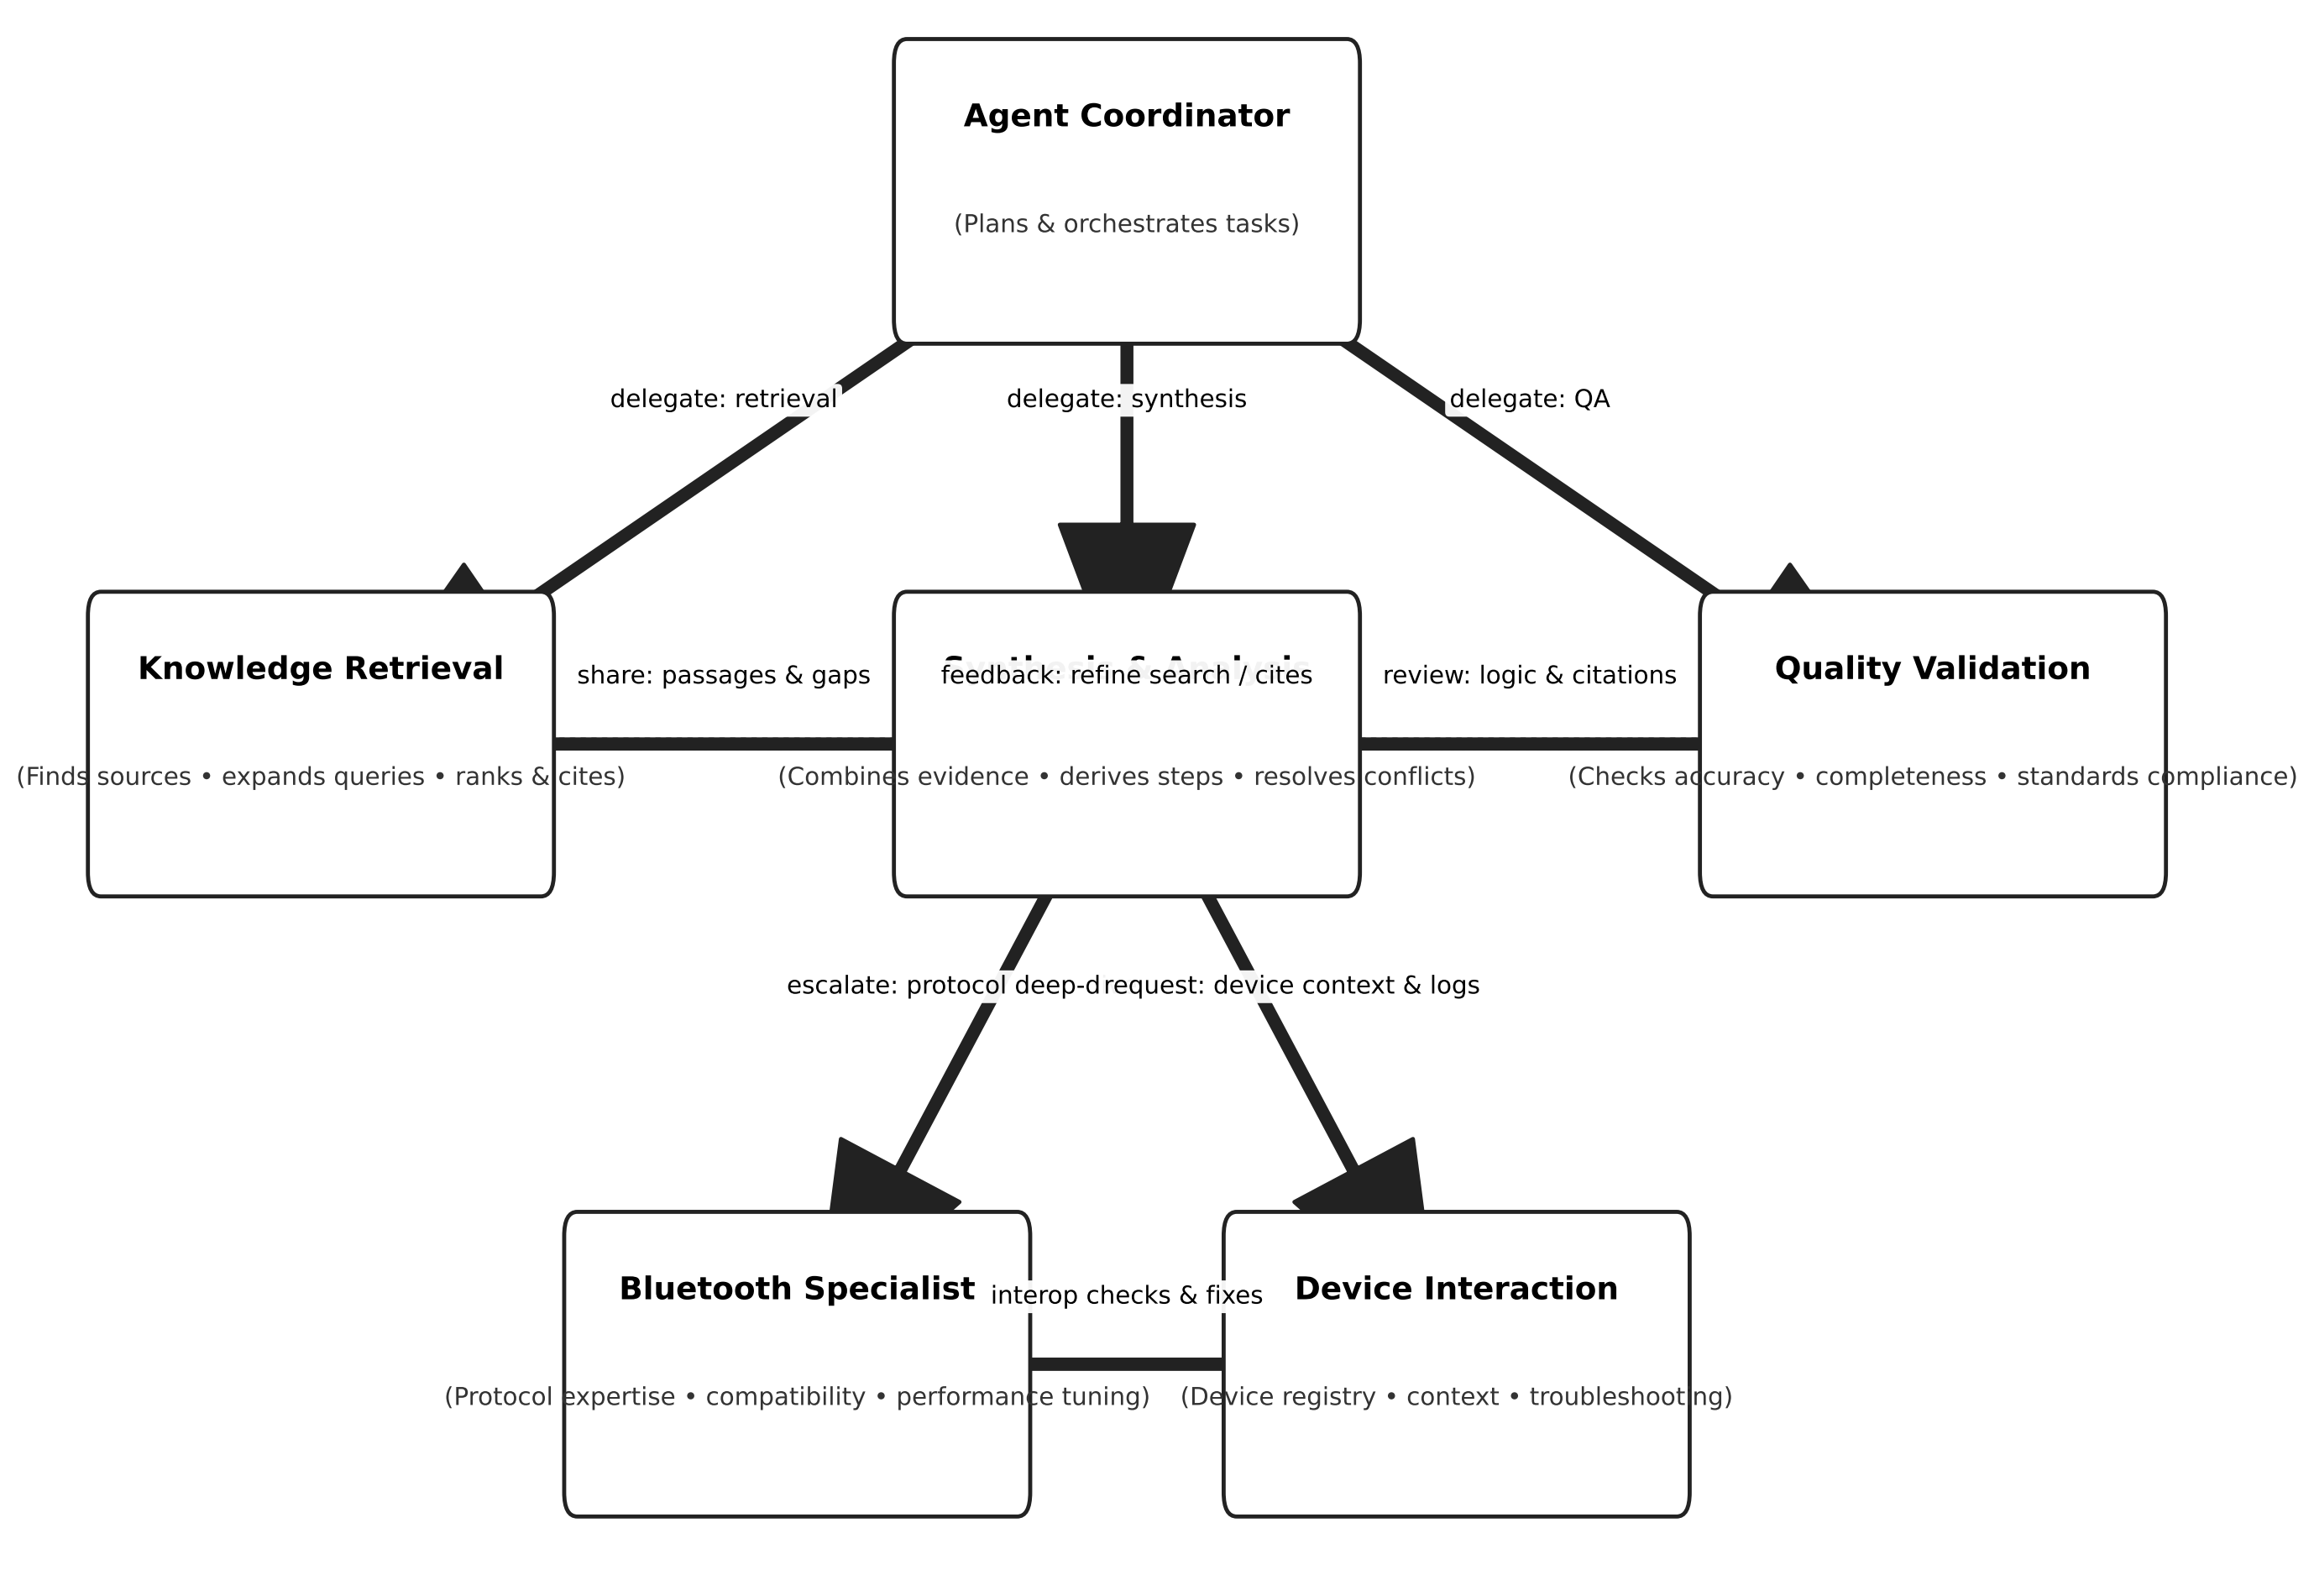 Agent Coordinator
(Plans & orchestrates tasks)
delegate: retrieval
delegate: synthesis
delegate: QA
Knowledge Retrieval
share: passages & gaps
Synthesis & Analysis
feedback: refine search / cites
review: logic & citations
Quality Validation
(Finds sources • expands queries • ranks & cites)
(Combines evidence • derives steps • resolves conflicts)
(Checks accuracy • completeness • standards compliance)
escalate: protocol deep-d
request: device context & logs
Bluetooth Specialist
interop checks & fixes
Device Interaction
(Protocol expertise • compatibility • performance tuning)
(Device registry • context • troubleshooting)